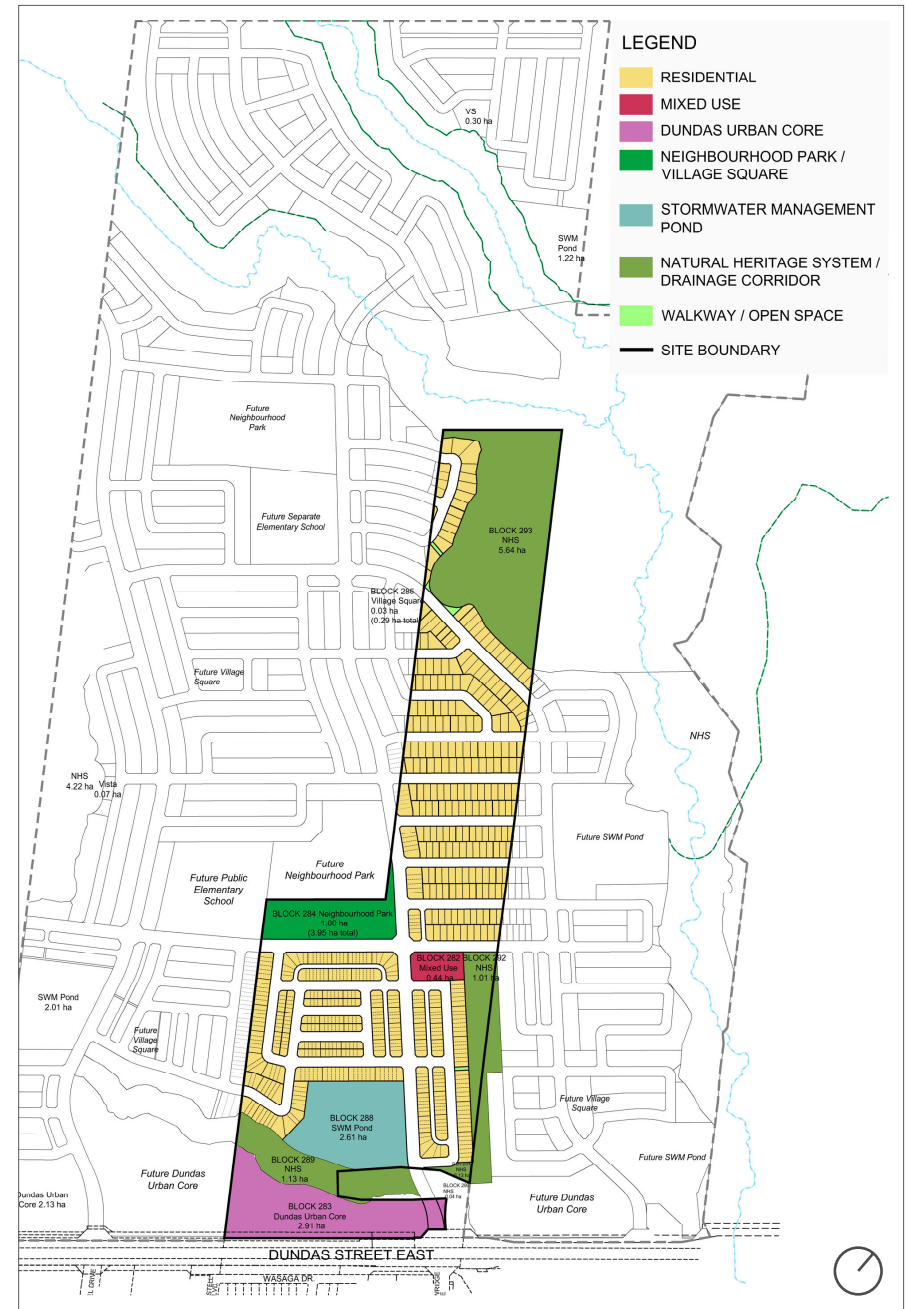 LEGEND
RESIDENTIAL
MIXED USE
DUNDAS URBAN CORE
NEIGHBOURHOOD PARK /
VILLAGE SQUARE
STORMWATER MANAGEMENT
POND
NATURAL HERITAGE SYSTEM /
DRAINAGE CORRIDOR
WALKWAY / OPEN SPACE
SITE BOUNDARY
VS
0.30 ha
SWM
Pond
1.22 ha
Future
Neighbourhood
Park
Future Separate
Elementary School
BLOCK 293
NHS
5.64 ha
BLOCK 286
Village Square
0.03 ha
(0.29 ha total)
Future Village
Square
NHS
NHS
4.22 ha
Vista
0.07 ha
Future SWM Pond
Future Public
Elementary
School
Future
Neighbourhood Park
BLOCK 284 Neighbourhood Park
1.00 ha
(3.95 ha total)
BLOCK 282
Mixed Use
0.44 ha
BLOCK 292
NHS
1.01 ha
SWM Pond
2.01 ha
Future
Village
Square
Future Village
Square
BLOCK 288
SWM Pond
2.61 ha
Future SWM Pond
BLOCK 289
NHS
1.13 ha
NHS
NHS
0.04 ha
Future Dundas
Urban Core
Dundas Urban
Core 2.13 ha
BLOCK 283
Dundas Urban Core
2.91 ha
Future Dundas
Urban Core
DUNDAS STREET EAST
WASAGA DR.